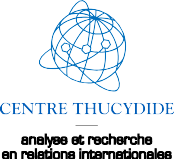 CENTRE THUCYDIDE
analyse et recherche
en relations internationales